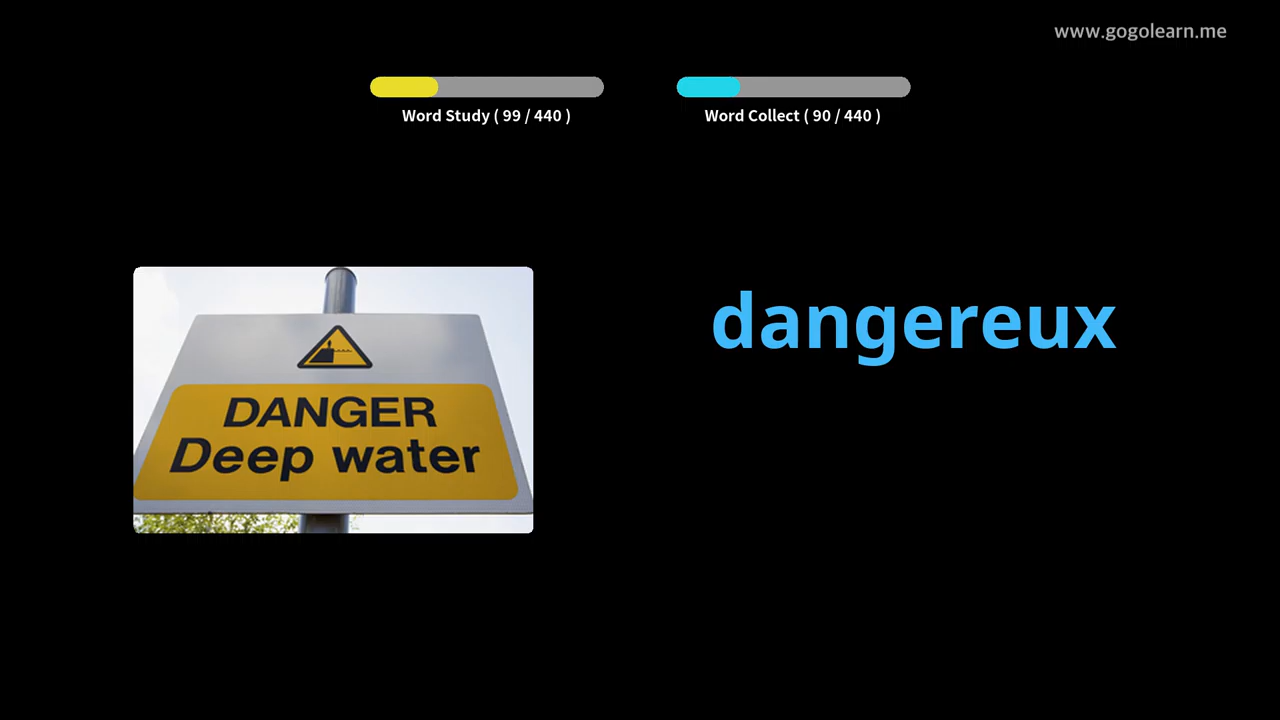 www.gogolearn.me
Word Study ( 99 / 440 )
Word Collect ( 90 / 440 )
dangereux
DANGER
Deep water